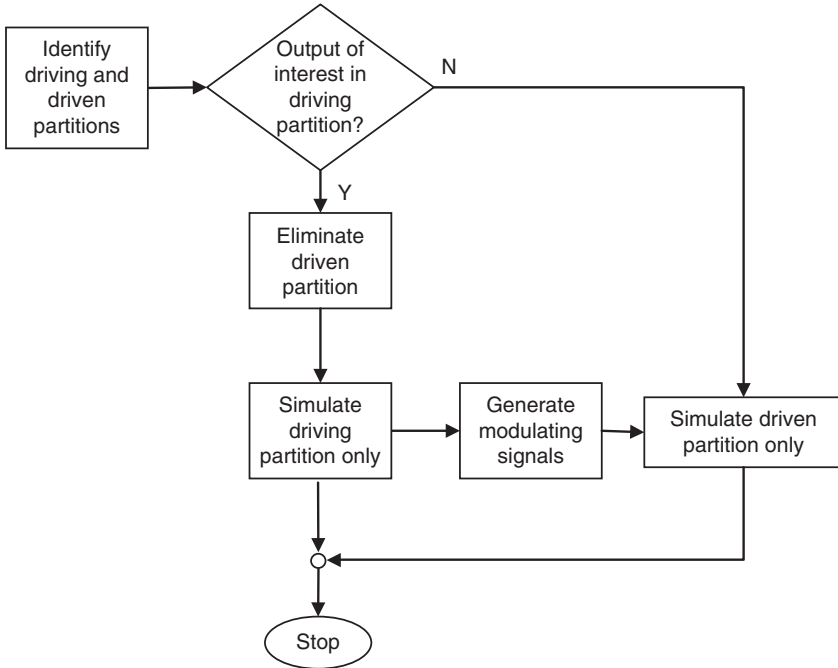 Identify
driving and
driven
partitions
Output of
interest in
driving
partition?
N
Y
Eliminate
driven
partition
Simulate
driving
partition only
Generate
modulating
signals
Simulate driven
partition only
Stop